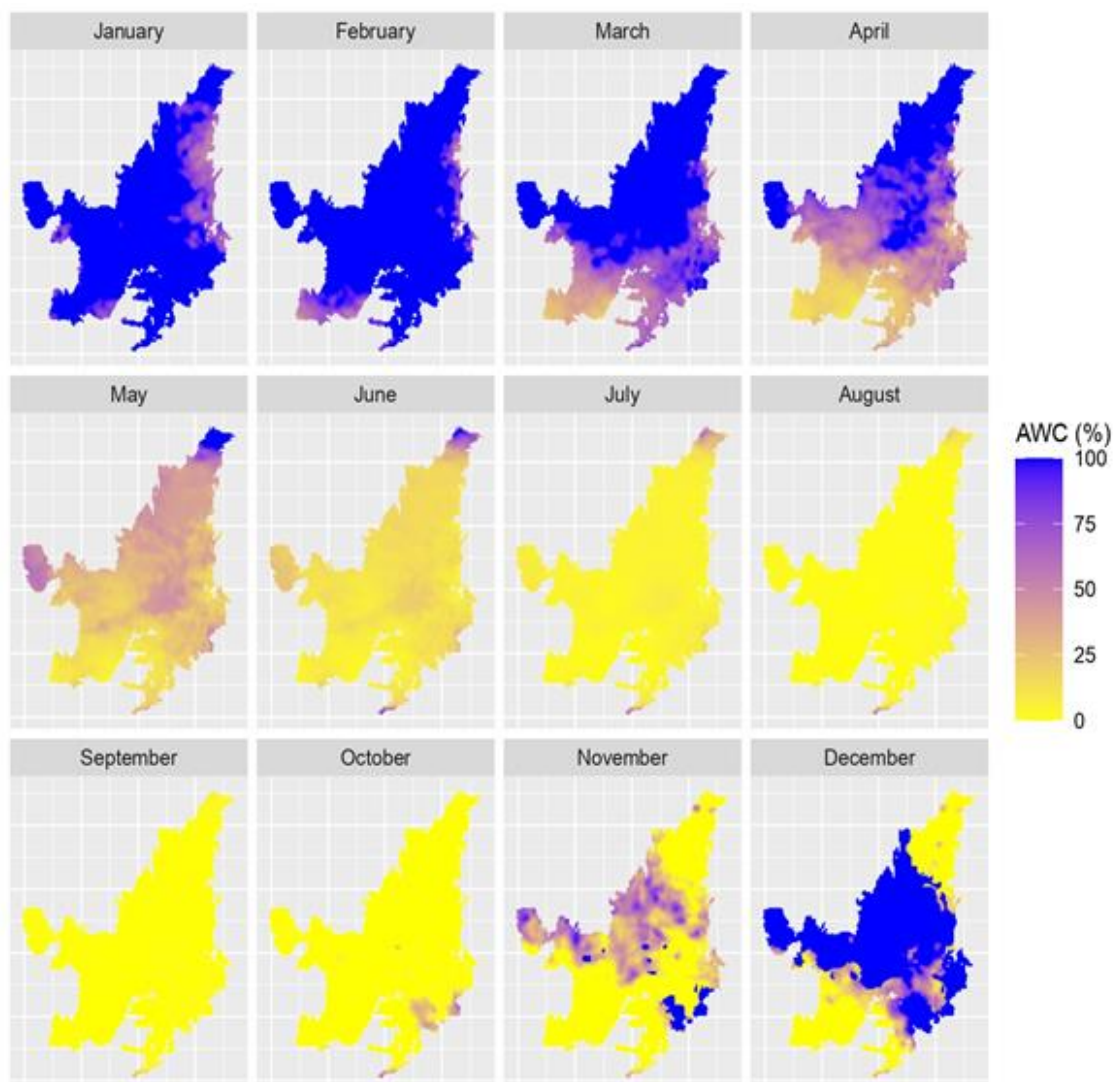 January
February
March
April
May
June
July
August
AWC (%)
100
75
50
25
0
September
October
November
December